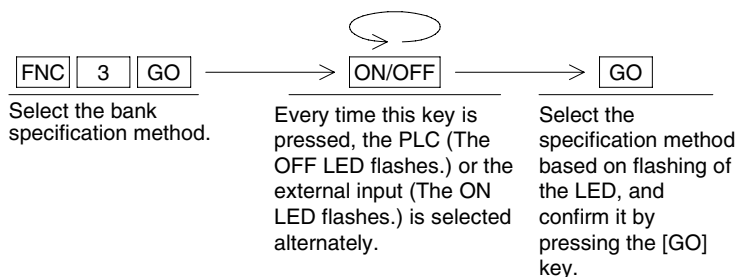 FNC 3 GO ON/OFF GO
Select the bank
specification method.
Every time this key is
pressed, the PLC (The
OFF LED flashes.) or the
external input (The ON
LED flashes.) is selected
alternately.
Select the
specification method
based on flashing of
the LED, and
confirm it by
pressing the [GO]
key.